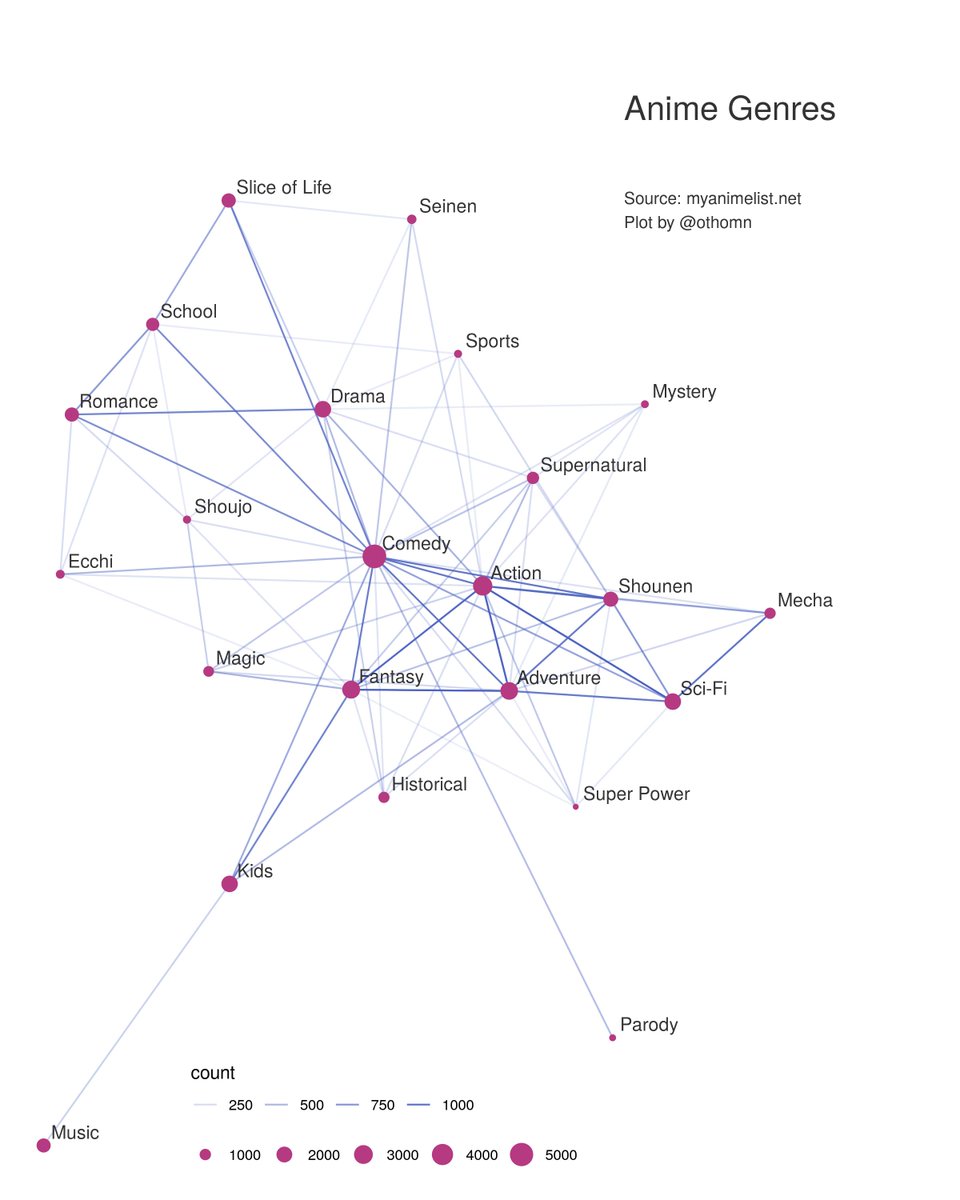 Anime Genres
Slice of Life
Source: myanimelist.net
Seinen
Plot by @othomn
School
Sports
Mystery
Drama
Romance
Supernatural
Shoujo
Comedy
Ecchi
Action
Shounen
Mecha
Magic
Fantasy
Adventure
Sci-Fi
Historical
Super Power
Kids
Parody
count
250 500 750 1000
Music
1000 2000 3000 4000 5000